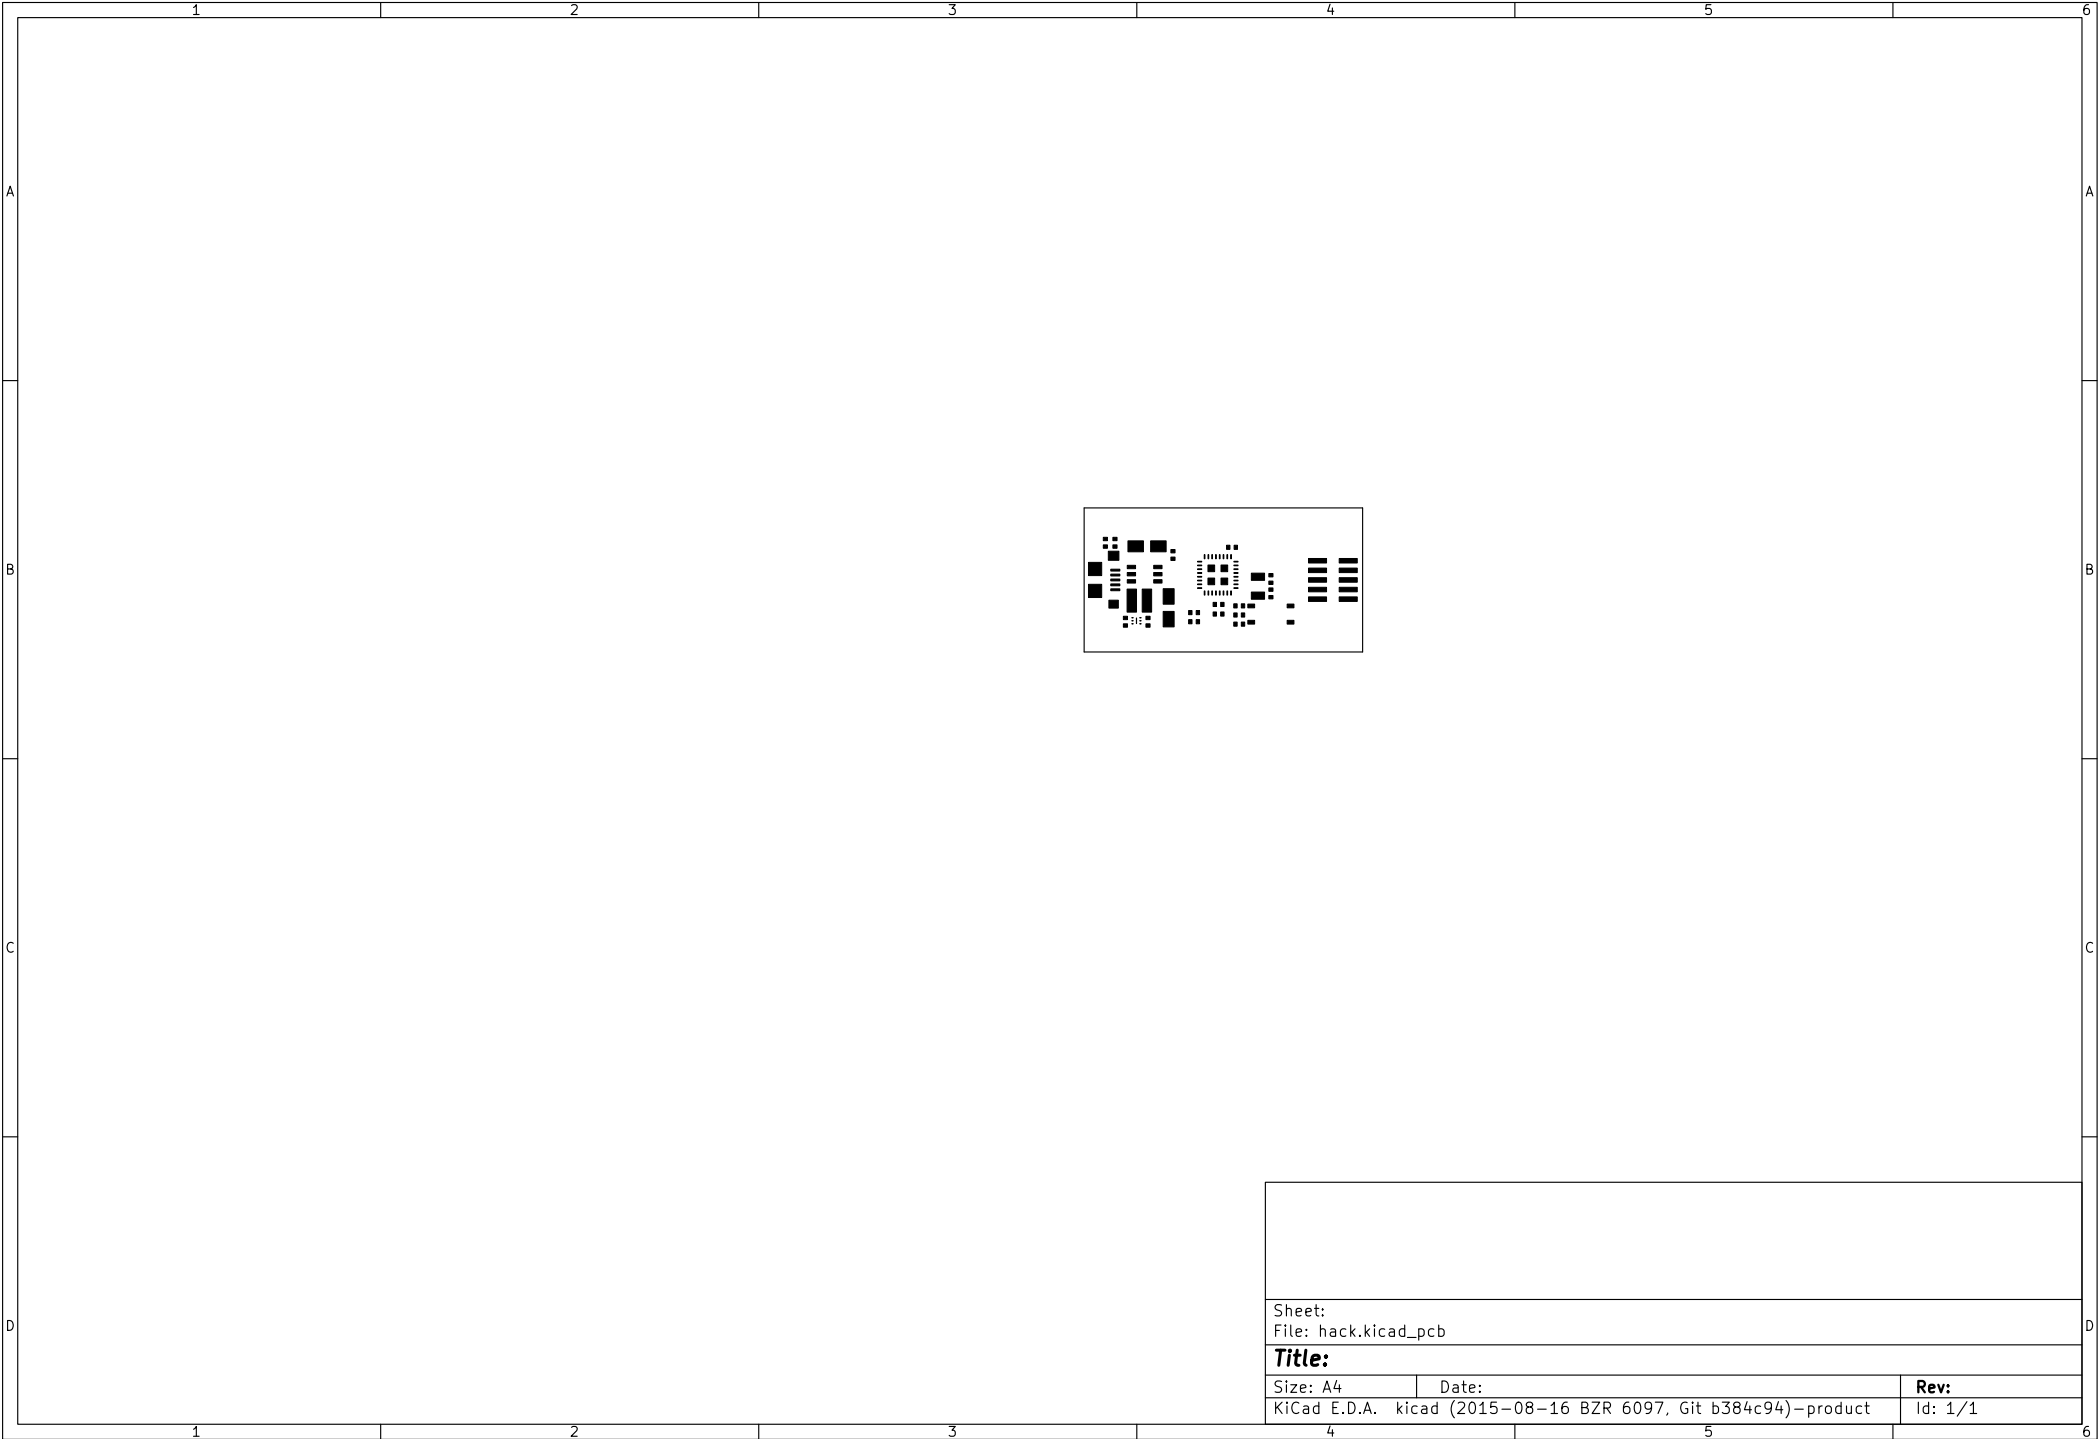 1 2 3 4 5 6
A A
B B
C C
D D
Sheet:
File: hack.kicad_pcb
Title:
Size: A4 Date: Rev:
KiCad E.D.A. kicad (2015-08-16 BZR 6097, Git b384c94)-product Id: 1/1
1 2 3 4 5 6